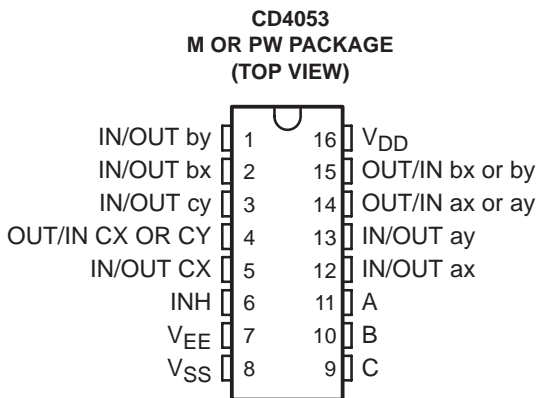 CD4053
M OR PW PACKAGE
(TOP VIEW)
IN/OUT by 1 16 VDD
IN/OUT bx 2 15 OUT/IN bx or by
IN/OUT cy 3 14 OUT/IN ax or ay
OUT/IN CX OR CY 4 13 IN/OUT ay
IN/OUT CX 5 12 IN/OUT ax
INH 6 11 A
VEE 7 10 B
VSS 8 9 C